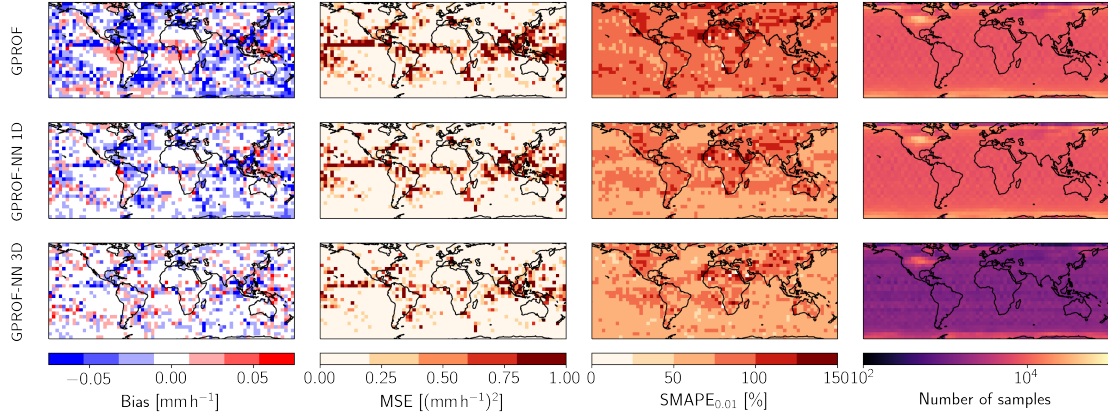 GPROF
GPROF-NN 1D
GPROF-NN 3D
−0.05 0.00 0.05
Bias [mm h⁻¹]
0.00 0.25 0.50 0.75 1.00
MSE [(mm h⁻¹)²]
0 50 100 150
SMAPE₀.₀₁ [%]
10² 10⁴
Number of samples